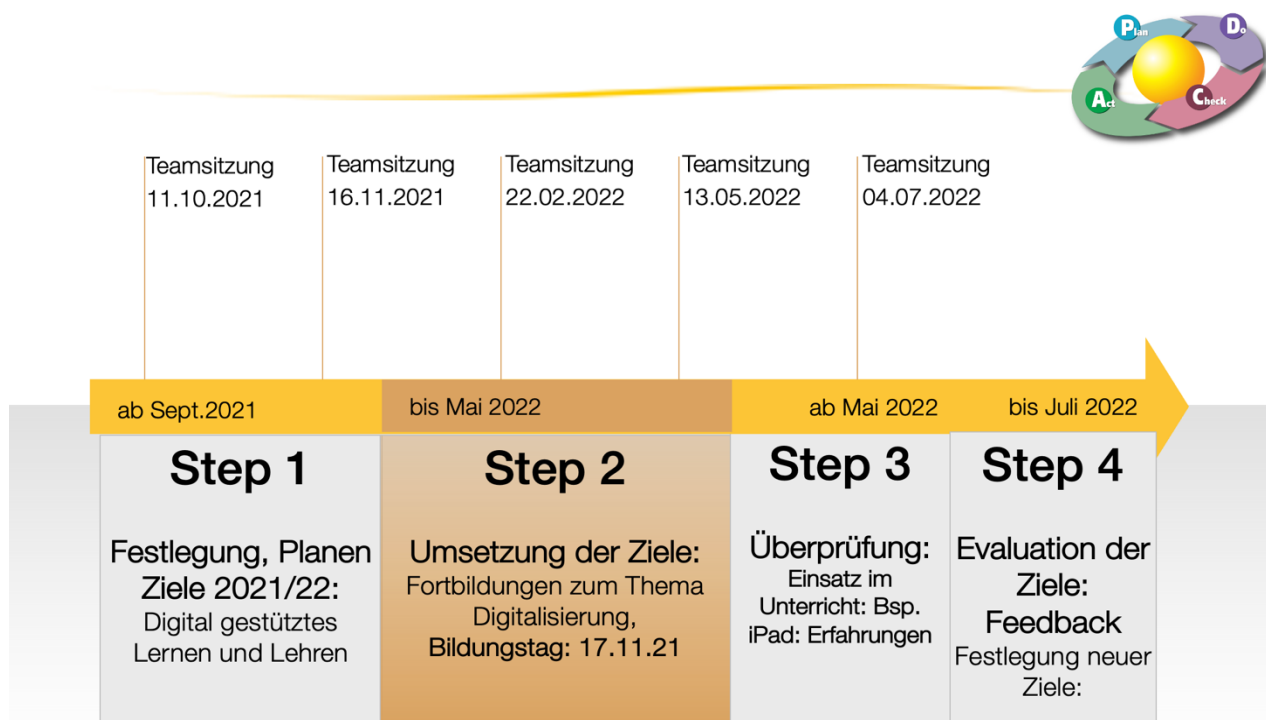 Plan
Do
Act
Check
Teamsitzung
11.10.2021
Teamsitzung
16.11.2021
Teamsitzung
22.02.2022
Teamsitzung
13.05.2022
Teamsitzung
04.07.2022
ab Sept.2021
bis Mai 2022
ab Mai 2022
bis Juli 2022
Step 1
Festlegung, Planen
Ziele 2021/22:
Digital gestütztes
Lernen und Lehren
Step 2
Umsetzung der Ziele:
Fortbildungen zum Thema
Digitalisierung,
Bildungstag: 17.11.21
Step 3
Überprüfung:
Einsatz im
Unterricht: Bsp.
iPad: Erfahrungen
Step 4
Evaluation der
Ziele:
Feedback
Festlegung neuer
Ziele: